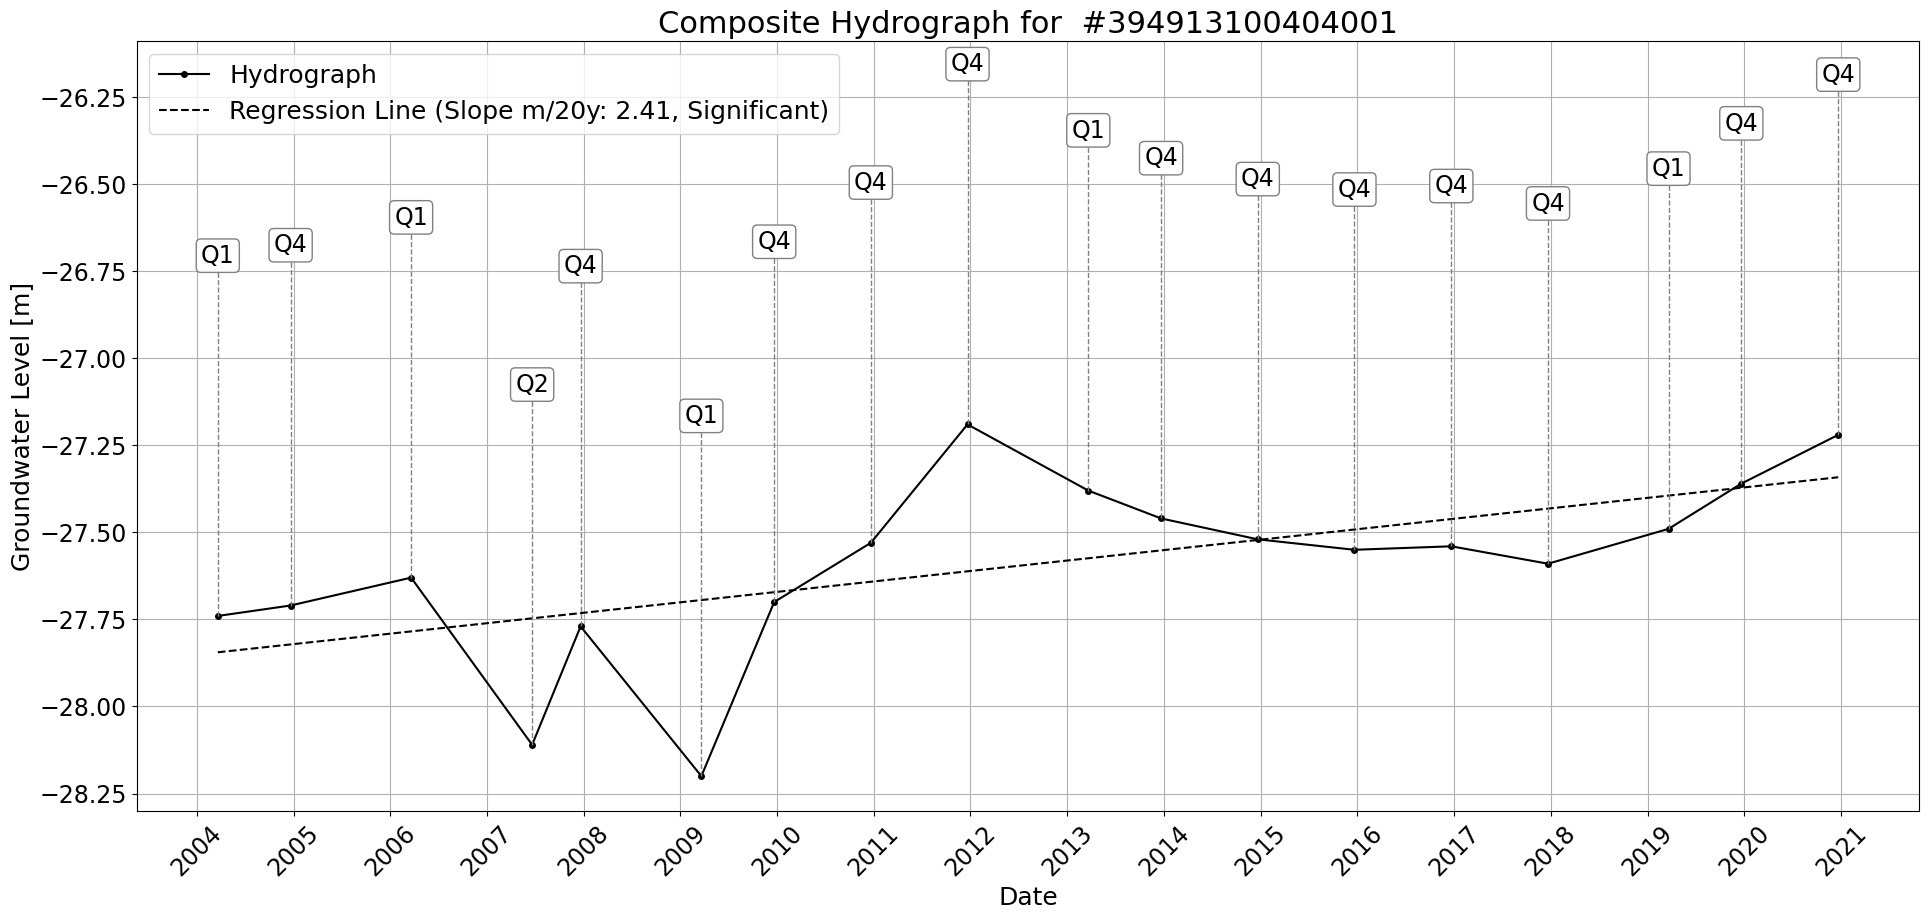 Composite Hydrograph for  #394913100404001
Hydrograph
Regression Line (Slope m/20y: 2.41, Significant)
Groundwater Level [m]
−26.25
−26.50
−26.75
−27.00
−27.25
−27.50
−27.75
−28.00
−28.25
Q1
Q4
Q1
Q2
Q4
Q1
Q4
Q4
Q4
Q1
Q4
Q4
Q4
Q4
Q4
Q1
Q4
Q4
2004
2005
2006
2007
2008
2009
2010
2011
2012
2013
2014
2015
2016
2017
2018
2019
2020
2021
Date